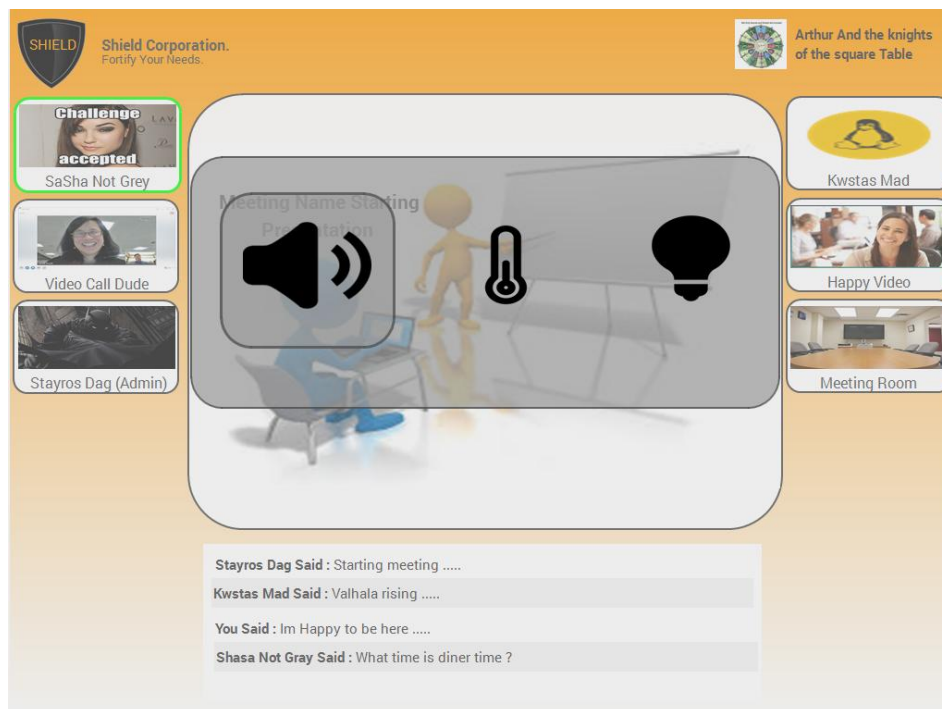 SHIELD
Shield Corporation.
Fortify Your Needs.
Arthur And the knights
of the square Table
Challenge
accepted
SaSha Not Grey
Video Call Dude
Stayros Dag (Admin)
Meeting Name Starting
Presentation
Kwstas Mad
Happy Video
Meeting Room
Stayros Dag Said : Starting meeting .....
Kwstas Mad Said : Valhala rising .....
You Said : Im Happy to be here .....
Shasa Not Gray Said : What time is diner time ?